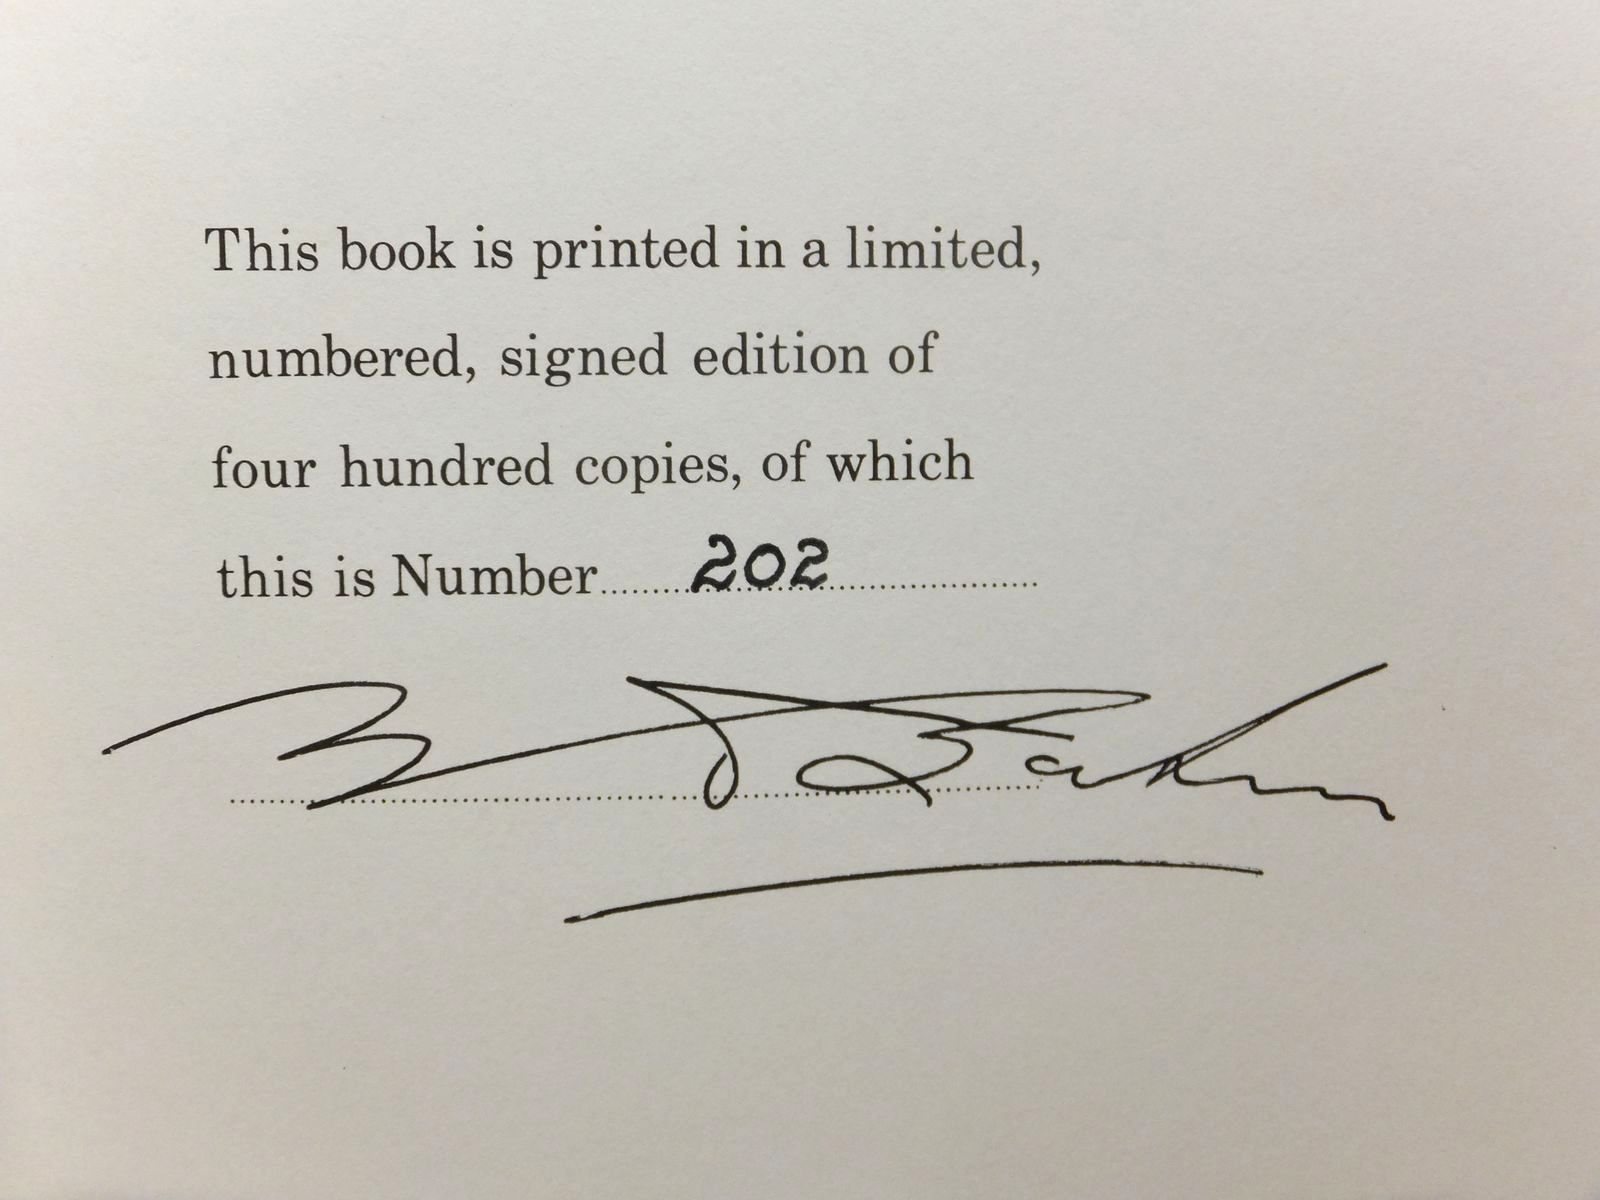 This book is printed in a limited,
numbered, signed edition of
four hundred copies, of which
this is Number......202..............